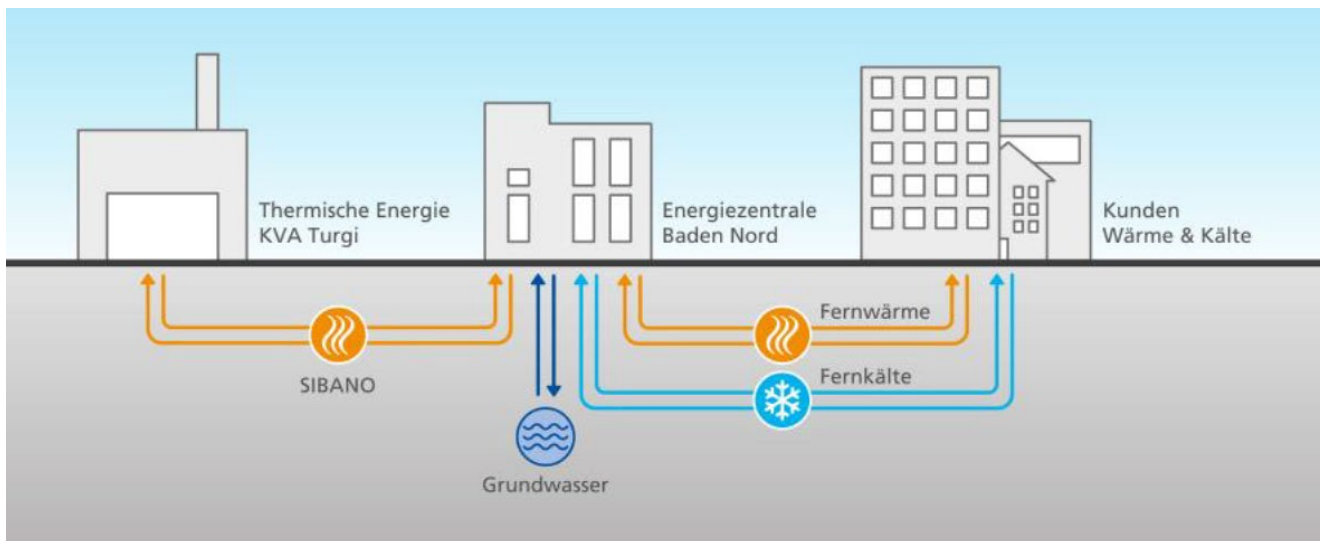 Thermische Energie
KVA Turgi
Energiezentrale
Baden Nord
Kunden
Wärme & Kälte
SIBANO
Fernwärme
Fernkälte
Grundwasser